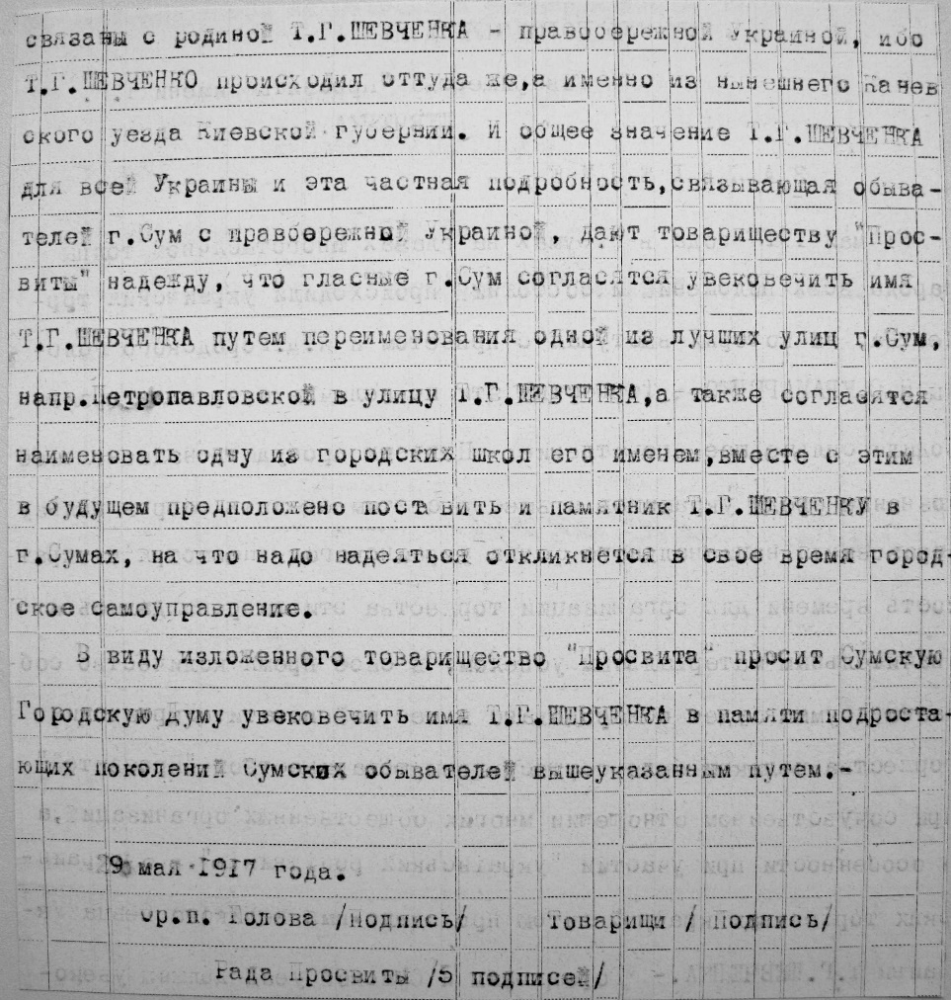 связаны с родиной Т.Г.ШЕВЧЕНКА - правобережной Украиной, ибо
Т.Г.ШЕВЧЕНКО происходил оттуда же,а именно из нынешнего Канев
ского уезда Киевской губернии. И общее значение Т.Г.ШЕВЧЕНКА
для всей Украины и эта частная подробность,связывающая обыва-
телей г.Сум с правбережной Украиной, дают товариществу "Прос-
виты" надежду, что гласные г.Сум согласятся увековечить имя
Т.Г.ШЕВЧЕНКА путем переименования одной из лучших улиц г.Сум,
напр.Петропавловской в улицу Т.Г.ШЕВЧЕНКА,а также согласятся
наименовать одну из городских школ его именем,вместе с этим
в будущем предположено поставить и памятник Т.Г.ШЕВЧЕНКУ в
г.Сумах, на что надо надеяться откликнется в свое время город-
ское самоуправление.
В виду изложенного товарищество "Просвита" просит Сумскую
Городскую думу увековечить имя Т.Г.ШЕВЧЕНКА в памяти подроста-
ющих поколений Сумских обывателей вышеуказанным путем.-
29 мая 1917 года.
Голова /подпись/ Товарищи / Подпись/
Рада Просвиты /5 подписей/